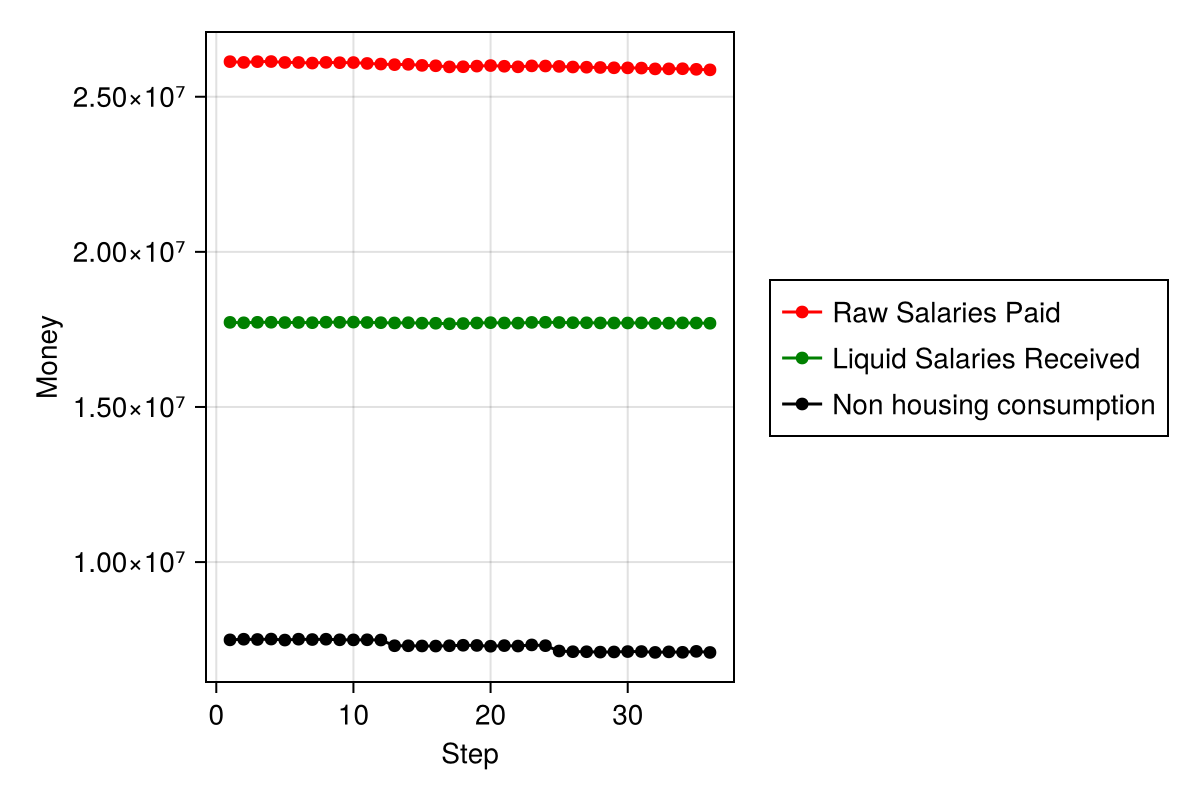 2.50×10⁷
2.00×10⁷
1.50×10⁷
1.00×10⁷
Money
0 10 20 30
Step
Raw Salaries Paid
Liquid Salaries Received
Non housing consumption